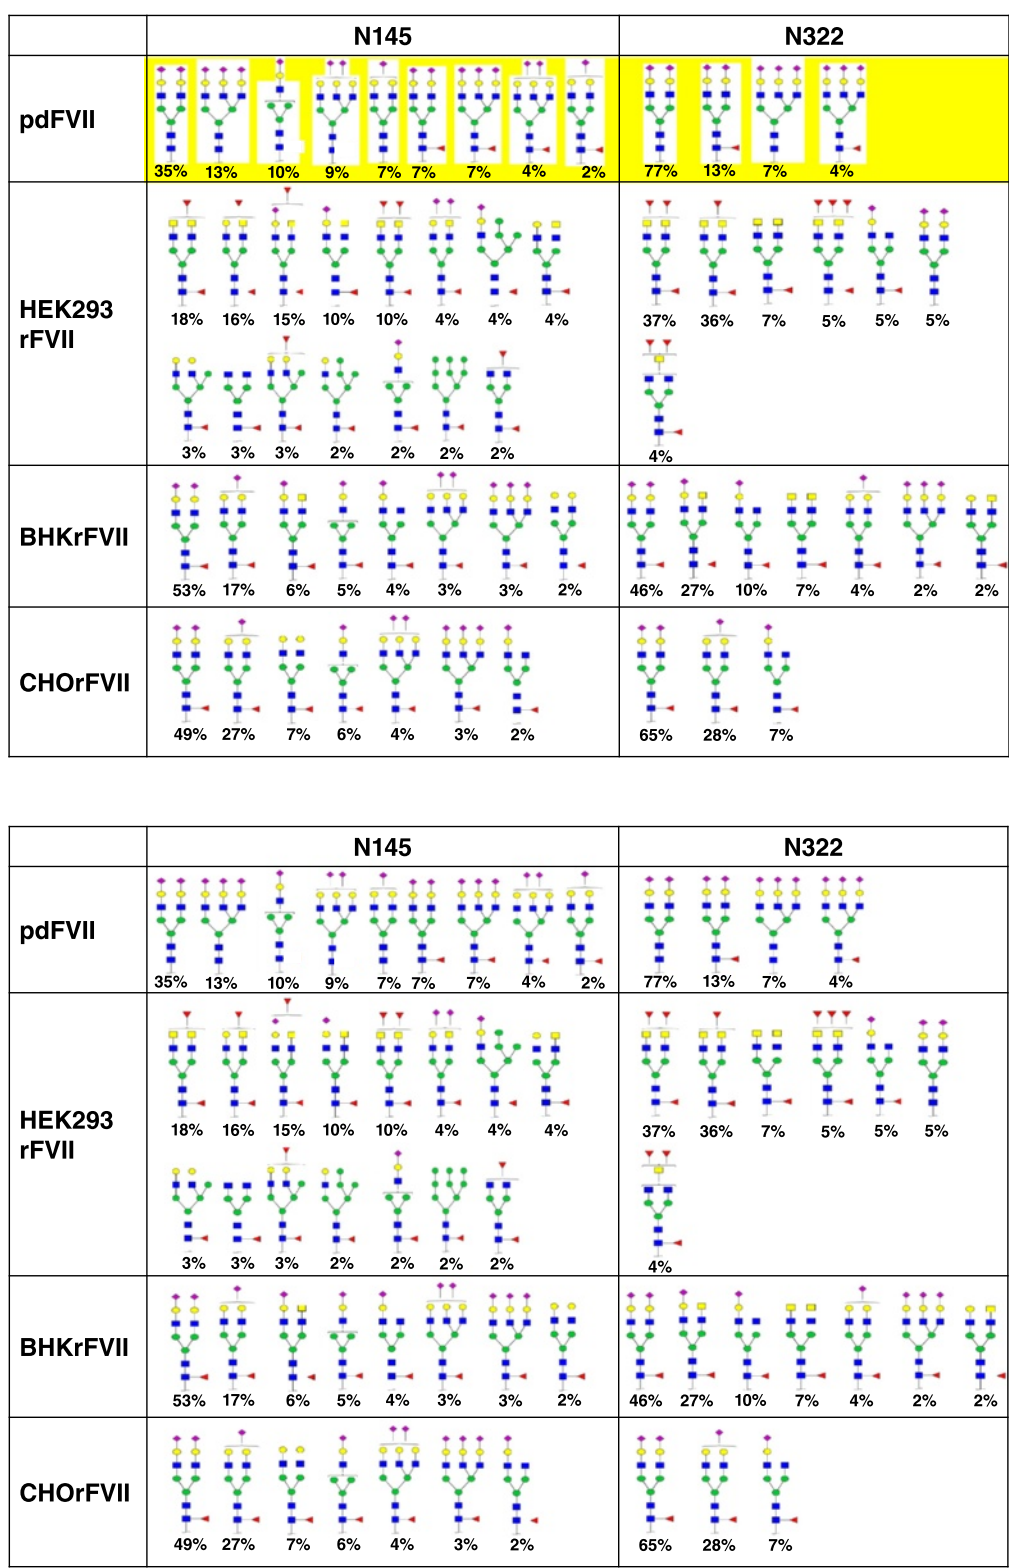 N145 N322
pdFVII
35% 13% 10% 9% 7% 7% 7% 4% 2% 77% 13% 7% 4%
HEK293
rFVII
18% 16% 15% 10% 10% 4% 4% 4% 37% 36% 7% 5% 5% 5%
3% 3% 3% 2% 2% 2% 2% 4%
BHKrFVII
53% 17% 6% 5% 4% 3% 3% 2% 46% 27% 10% 7% 4% 2% 2%
CHOrFVII
49% 27% 7% 6% 4% 3% 2% 65% 28% 7%
N145 N322
pdFVII
35% 13% 10% 9% 7% 7% 7% 4% 2% 77% 13% 7% 4%
HEK293
rFVII
18% 16% 15% 10% 10% 4% 4% 4% 37% 36% 7% 5% 5% 5%
3% 3% 3% 2% 2% 2% 2% 4%
BHKrFVII
53% 17% 6% 5% 4% 3% 3% 2% 46% 27% 10% 7% 4% 2% 2%
CHOrFVII
49% 27% 7% 6% 4% 3% 2% 65% 28% 7%